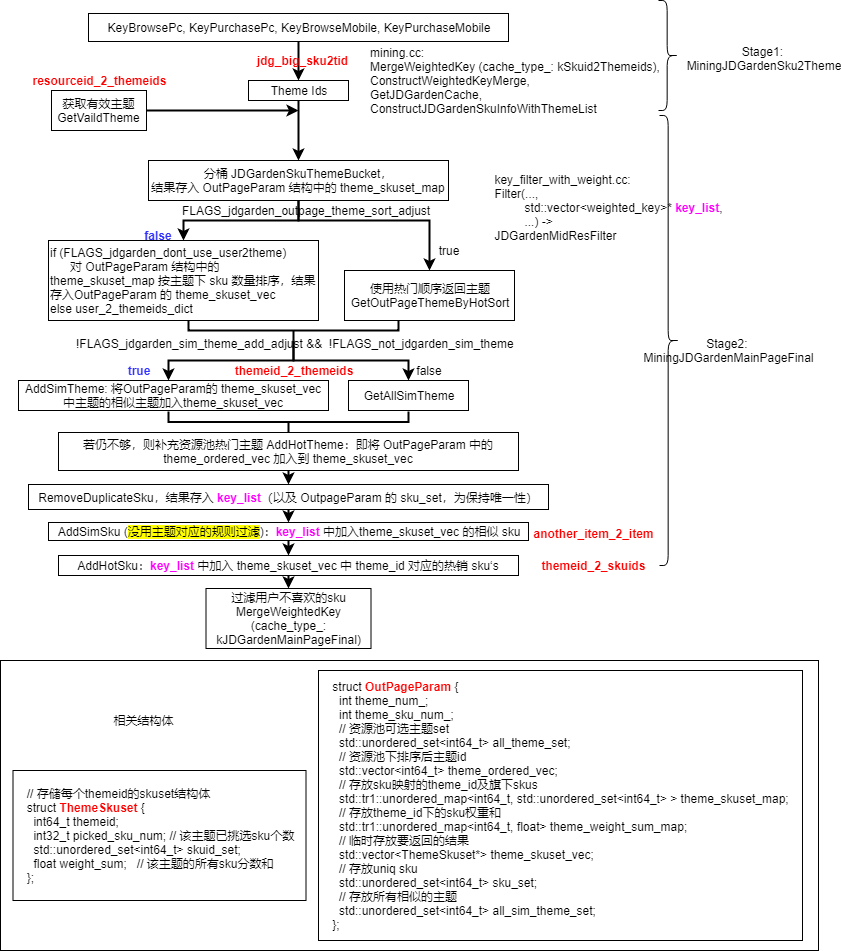 KeyBrowsePc, KeyPurchasePc, KeyBrowseMobile, KeyPurchaseMobile
jdg_big_sku2tid
mining.cc:
MergeWeightedKey (cache_type_: kSkuid2Themeids),
ConstructWeightedKeyMerge,
GetJDGardenCache,
ConstructJDGardenSkuInfoWithThemeList
Stage1:
MiningJDGardenSku2Theme
resourceid_2_themeids
Theme Ids
获取有效主题
GetVaildTheme
分桶 JDGardenSkuThemeBucket，
结果存入 OutPageParam 结构中的 theme_skuset_map
key_filter_with_weight.cc:
Filter(...,
std::vector<weighted_key>* key_list,
...) ->
JDGardenMidResFilter
FLAGS_jdgarden_outpage_theme_sort_adjust
false
true
if (FLAGS_jdgarden_dont_use_user2theme)
对 OutPageParam 结构中的
theme_skuset_map 按主题下 sku 数量排序，结果
存入OutPageParam 的 theme_skuset_vec
else user_2_themeids_dict
使用热门顺序返回主题
GetOutPageThemeByHotSort
!FLAGS_jdgarden_sim_theme_add_adjust && !FLAGS_not_jdgarden_sim_theme
Stage2:
MiningJDGardenMainPageFinal
true
themeid_2_themeids
false
AddSimTheme: 将OutPageParam的 theme_skuset_vec
中主题的相似主题加入theme_skuset_vec
GetAllSimTheme
若仍不够，则补充资源池热门主题 AddHotTheme：即将 OutPageParam 中的
theme_ordered_vec 加入到 theme_skuset_vec
RemoveDuplicateSku，结果存入 key_list（以及 OutpageParam 的 sku_set，为保持唯一性）
AddSimSku (没用主题对应的规则过滤)：key_list 中加入theme_skuset_vec 的相似 sku
another_item_2_item
AddHotSku：key_list 中加入 theme_skuset_vec 中 theme_id 对应的热销 sku's
themeid_2_skuids
过滤用户不喜欢的sku
MergeWeightedKey
(cache_type_:
kJDGardenMainPageFinal)
相关结构体
// 存储每个themeid的skuset结构体
struct ThemeSkuset {
int64_t themeid;
int32_t picked_sku_num; // 该主题已挑选sku个数
std::unordered_set<int64_t> skuid_set;
float weight_sum; // 该主题的所有sku分数和
};
struct OutPageParam {
int theme_num_;
int theme_sku_num_;
// 资源池可选主题set
std::unordered_set<int64_t> all_theme_set;
// 资源池下排序后主题id
std::vector<int64_t> theme_ordered_vec;
// 存放sku映射的theme_id及旗下skus
std::tr1::unordered_map<int64_t, std::unordered_set<int64_t> > theme_skuset_map;
// 存放theme_id下的sku权重和
std::tr1::unordered_map<int64_t, float> theme_weight_sum_map;
// 临时存放要返回的结果
std::vector<ThemeSkuset*> theme_skuset_vec;
// 存放uniq sku
std::unordered_set<int64_t> sku_set;
// 存放所有相似的主题
std::unordered_set<int64_t> all_sim_theme_set;
};